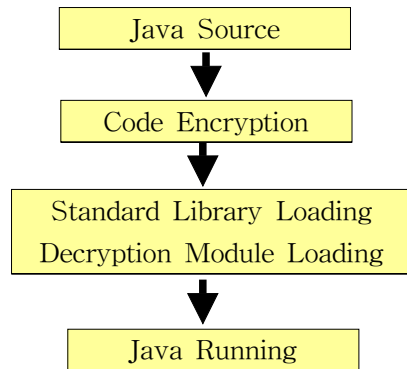 Java Source
Code Encryption
Standard Library Loading
Decryption Module Loading
Java Running